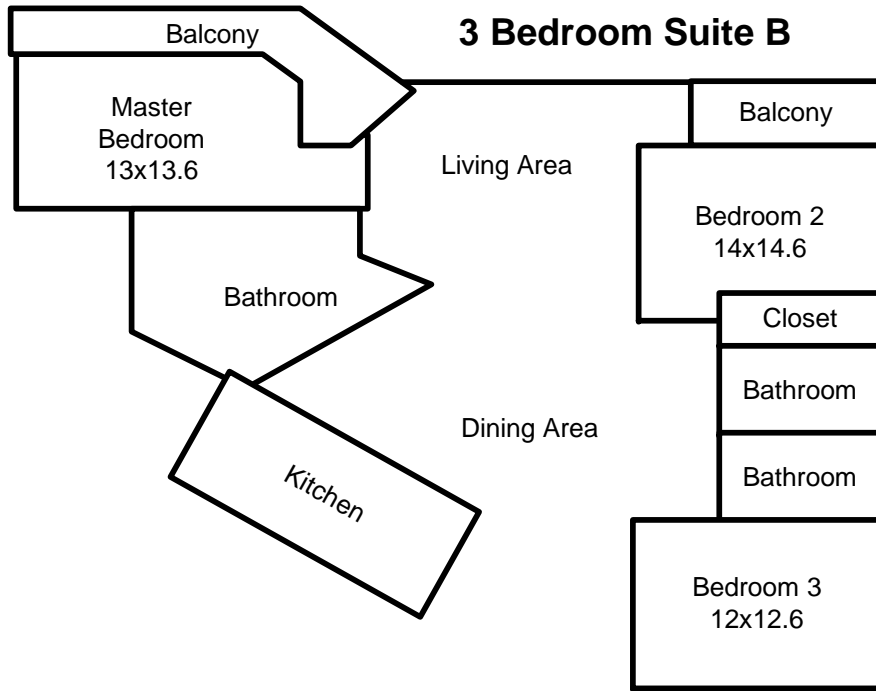 3 Bedroom Suite B
Balcony
Master
Bedroom
13x13.6
Living Area
Balcony
Bedroom 2
14x14.6
Bathroom
Closet
Bathroom
Dining Area
Bathroom
Kitchen
Bedroom 3
12x12.6